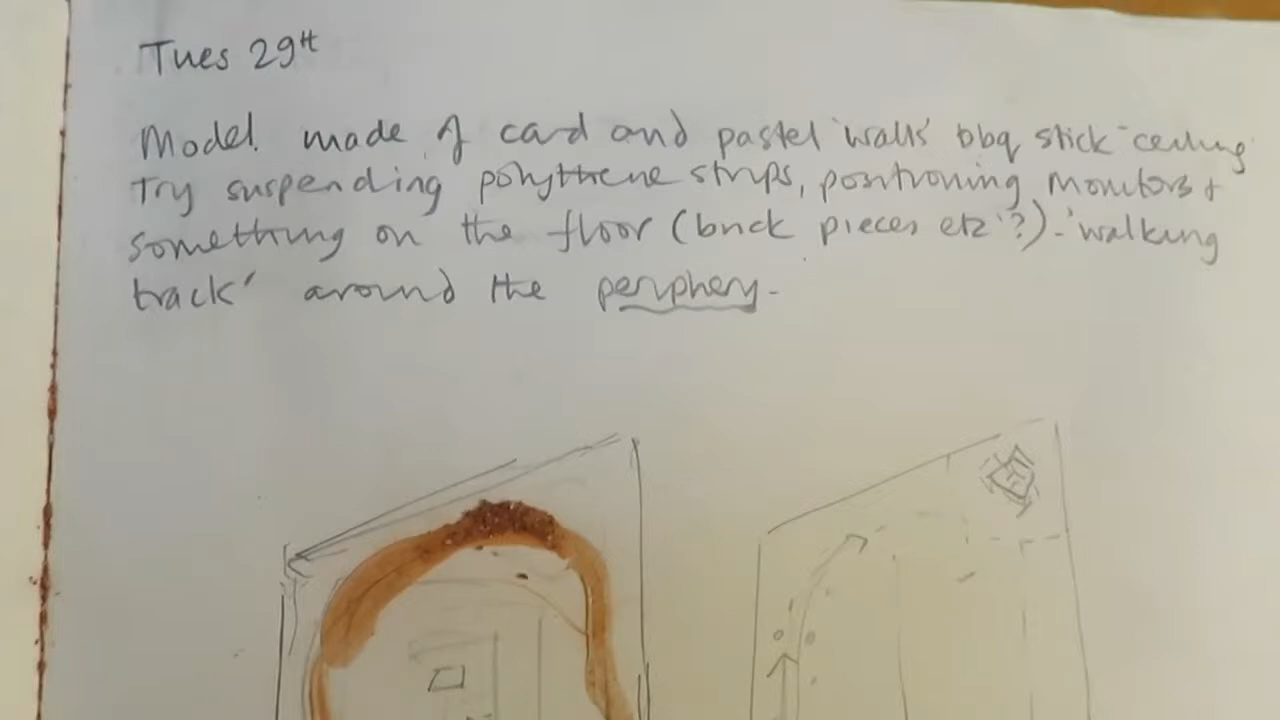 Tues 29th
Model. made of card and pastel 'walls' bbq stick "ceiling
Try suspending polythene strips, positioning monitors +
something on the floor (brick pieces etc?) - 'walking
track' around the periphery -